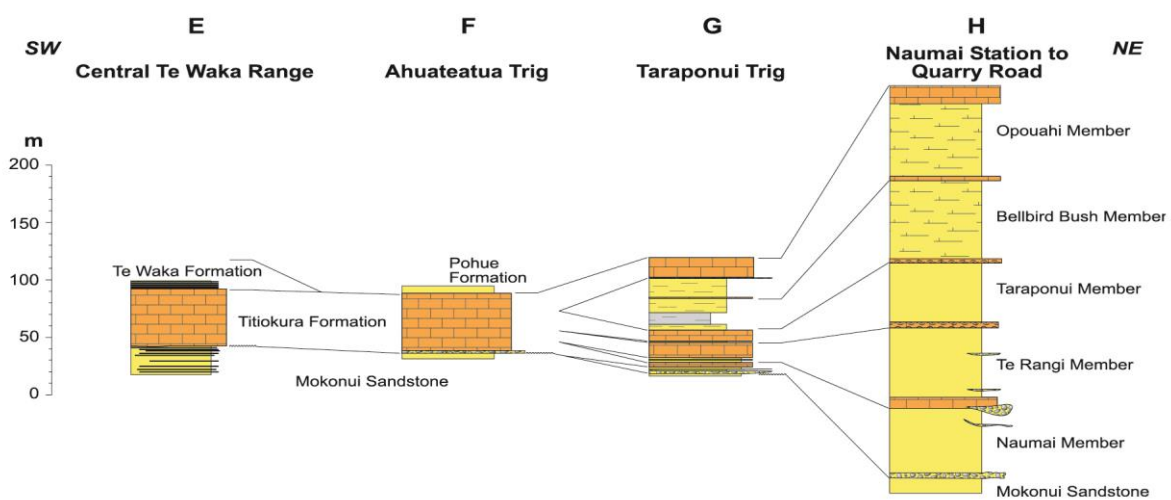 E
F
G
H
SW
NE
Central Te Waka Range
Ahuateatua Trig
Taraponui Trig
Naumai Station to
Quarry Road
m
200
150
100
50
0
Te Waka Formation
Titiokura Formation
Mokonui Sandstone
Pohue
Formation
Opouahi Member
Bellbird Bush Member
Taraponui Member
Te Rangi Member
Naumai Member
Mokonui Sandstone